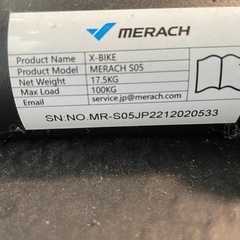 MERACH
Product Name X-BIKE
Product Model MERACH S05
Net Weight 17.5KG
Max Load 100KG
Email service.jp@merach.com
SN:NO.MR-S05JP2212020533